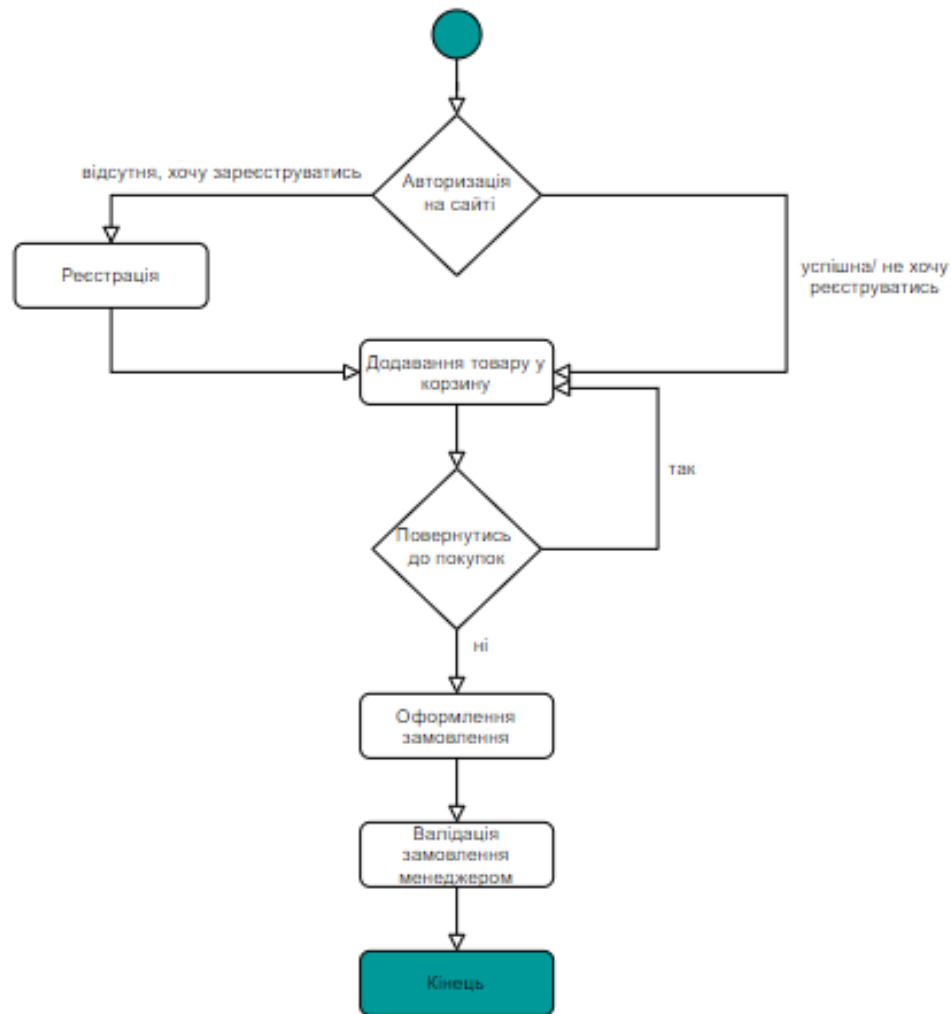 Авторизація
на сайті
відсутня, хочу зареєструватись
Реєстрація
успішна/ не хочу
реєструватись
Додавання товару у
корзину
так
Повернутись
до покупок
ні
Оформлення
замовлення
Валідація
замовлення
менеджером
Кінець